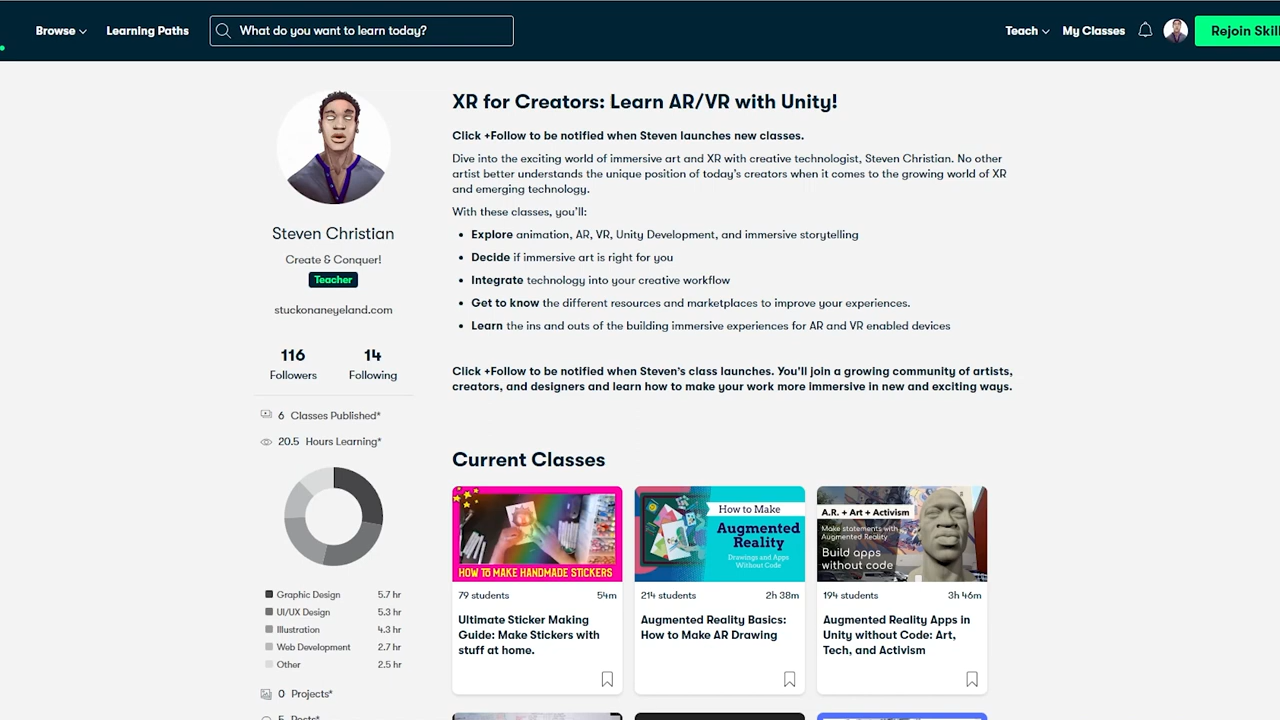 Browse
Learning Paths
What do you want to learn today?
Teach
My Classes
Rejoin Skil
Steven Christian
Create & Conquer!
Teacher
stuckonaneyeland.com
116
Followers
14
Following
6 Classes Published*
20.5 Hours Learning*
Graphic Design 5.7 hr
UI/UX Design 5.3 hr
Illustration 4.3 hr
Web Development 2.7 hr
Other 2.5 hr
0 Projects*
XR for Creators: Learn AR/VR with Unity!
Click +Follow to be notified when Steven launches new classes.
Dive into the exciting world of immersive art and XR with creative technologist, Steven Christian. No other
artist better understands the unique position of today's creators when it comes to the growing world of XR
and emerging technology.
With these classes, you'll:
Explore animation, AR, VR, Unity Development, and immersive storytelling
Decide if immersive art is right for you
Integrate technology into your creative workflow
Get to know the different resources and marketplaces to improve your experiences.
Learn the ins and outs of the building immersive experiences for AR and VR enabled devices
Click +Follow to be notified when Steven's class launches. You'll join a growing community of artists,
creators, and designers and learn how to make your work more immersive in new and exciting ways.
Current Classes
HOW TO MAKE HANDMADE STICKERS
79 students 54m
Ultimate Sticker Making
Guide: Make Stickers with
stuff at home.
How to Make
Augmented
Reality
Drawings and Apps
Without Code
214 students 2h 38m
Augmented Reality Basics:
How to Make AR Drawing
A.R. + Art + Activism
Make statements with
Augmented Reality
Build apps
without code
194 students 3h 46m
Augmented Reality Apps in
Unity without Code: Art,
Tech, and Activism